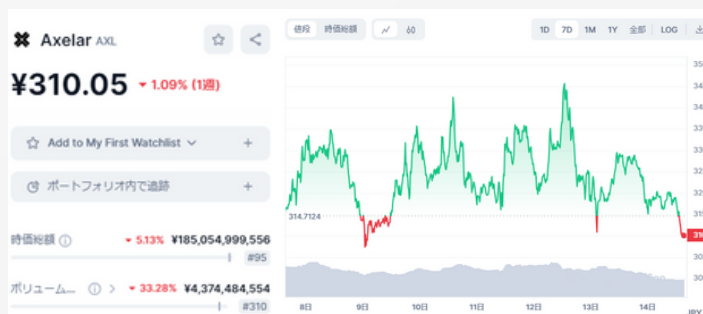 Axelar AXL
¥310.05 1.09% (1週)
Add to My First Watchlist
ポートフォリオ内で追跡
時価総額 5.13% ¥185,054,999,556
#95
ボリューム... 33.28% ¥4,374,484,554
#310
値段 時価総額
1D 7D 1M 1Y 全部 LOG
314.7124
8日 9日 10日 11日 12日 13日 14日